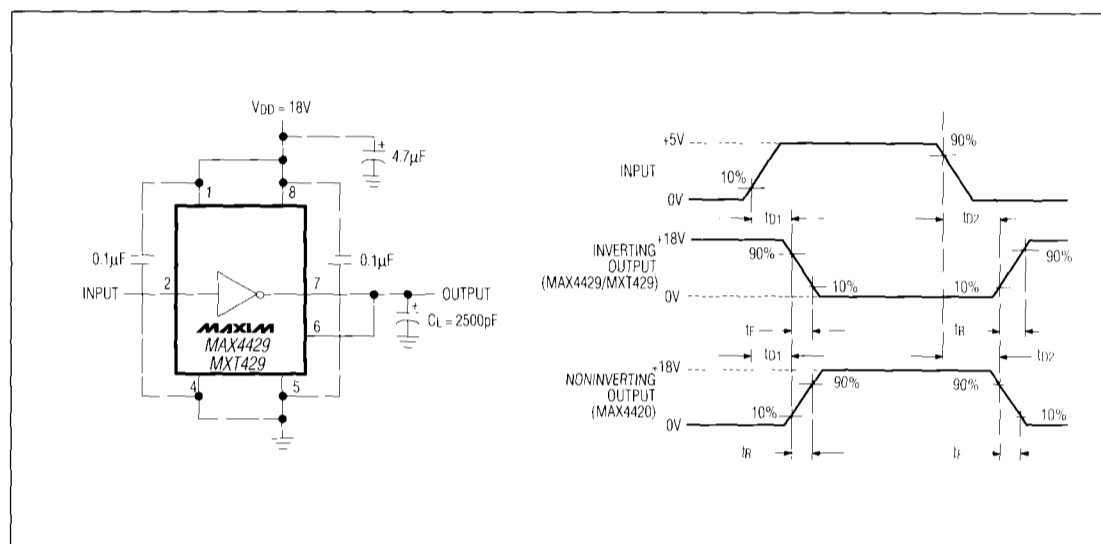 VDD = 18V
+
4.7µF
1
8
0.1µF
0.1µF
INPUT
2
7
OUTPUT
+
CL = 2500pF
6
MAXIM
MAX4429
MXT429
4
5
+5V
INPUT
0V
10%
90%
tD1
tD2
+18V
INVERTING
OUTPUT
(MAX4429/MXT429)
0V
90%
10%
10%
90%
tF
tR
tD1
tD2
+18V
NONINVERTING
OUTPUT
(MAX4420)
0V
10%
90%
90%
10%
tR
tF